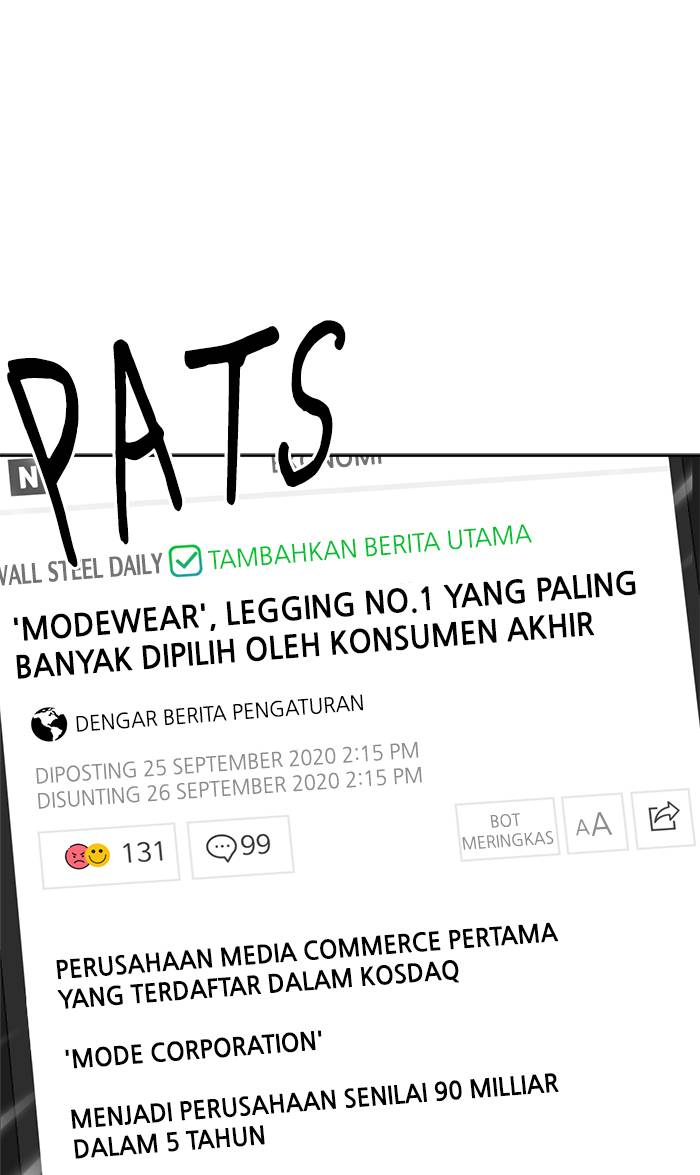 PATS
N
WALL STEEL DAILY TAMBAHKAN BERITA UTAMA
'MODEWEAR', LEGGING NO.1 YANG PALING
BANYAK DIPILIH OLEH KONSUMEN AKHIR
DENGAR BERITA PENGATURAN
DIPOSTING 25 SEPTEMBER 2020 2:15 PM
DISUNTING 26 SEPTEMBER 2020 2:15 PM
131
99
BOT
MERINGKAS
AA
PERUSAHAAN MEDIA COMMERCE PERTAMA
YANG TERDAFTAR DALAM KOSDAQ
'MODE CORPORATION'
MENJADI PERUSAHAAN SENILAI 90 MILLIAR
DALAM 5 TAHUN